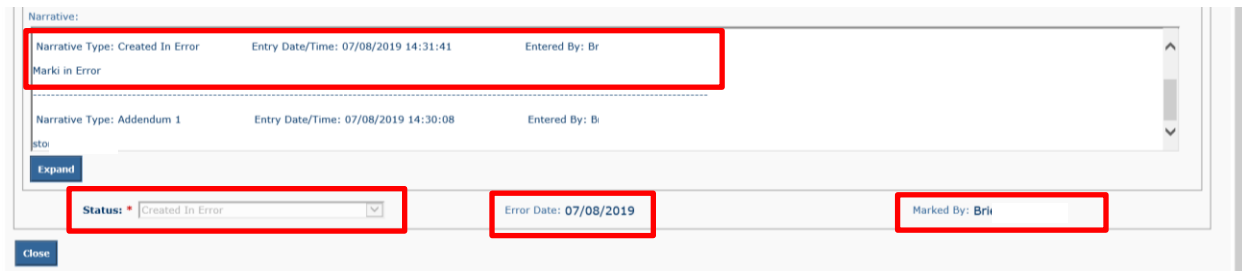 Narrative:
Narrative Type: Created In Error Entry Date/Time: 07/08/2019 14:31:41 Entered By: Br
Marki in Error
Narrative Type: Addendum 1 Entry Date/Time: 07/08/2019 14:30:08 Entered By:
Expand
Status: * Created In Error Error Date: 07/08/2019 Marked By: Bri
Close